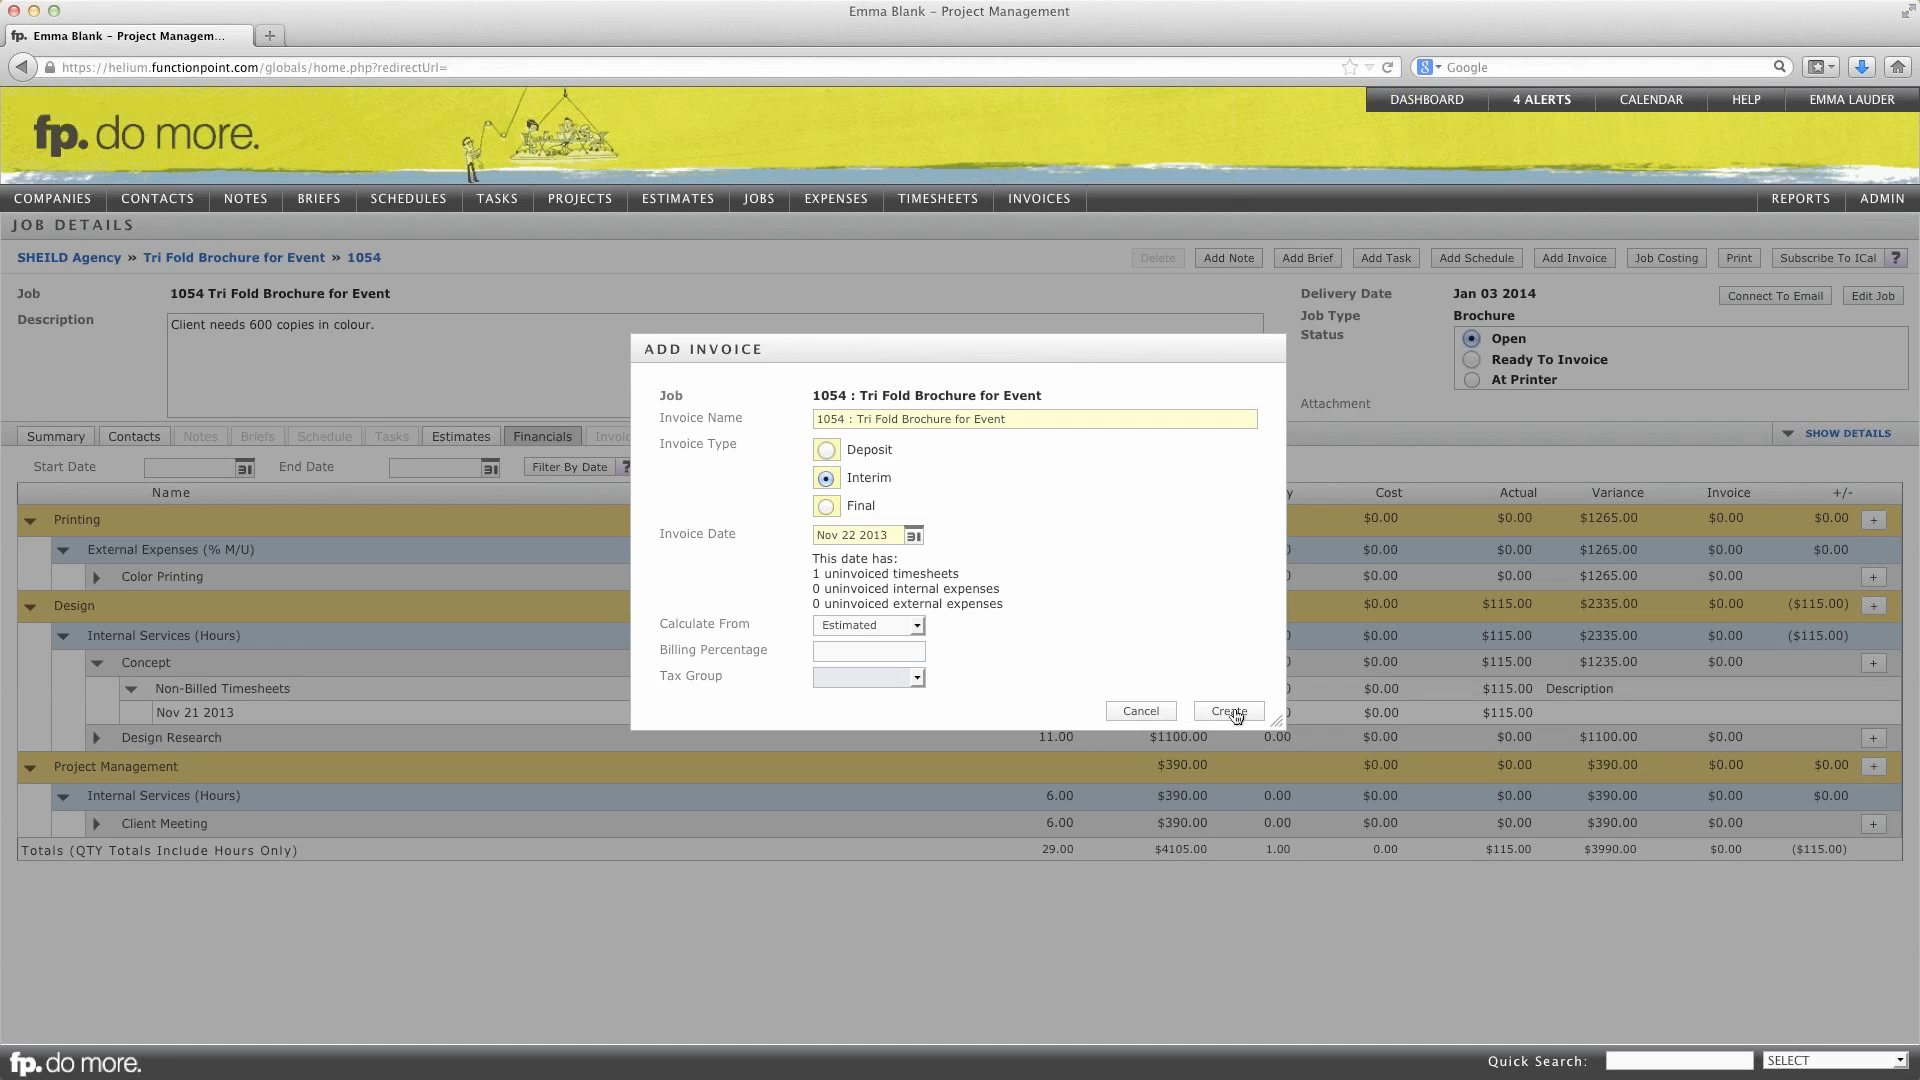 Emma Blank – Project Management
fp. Emma Blank – Project Managem...
https://helium.functionpoint.com/globals/home.php?redirectUrl=
Google
DASHBOARD 4 ALERTS CALENDAR HELP EMMA LAUDER
fp. do more.
COMPANIES CONTACTS NOTES BRIEFS SCHEDULES TASKS PROJECTS ESTIMATES JOBS EXPENSES TIMESHEETS INVOICES REPORTS ADMIN
JOB DETAILS
SHEILD Agency » Tri Fold Brochure for Event » 1054 Delete Add Note Add Brief Add Task Add Schedule Add Invoice Job Costing Print Subscribe To ICal ?
Job 1054 Tri Fold Brochure for Event Delivery Date Jan 03 2014 Connect To Email Edit Job
Job Type Brochure
Description Client needs 600 copies in colour.
Status Open
Ready To Invoice
At Printer
Attachment
Summary Contacts Notes Briefs Schedule Tasks Estimates Financials Invoic SHOW DETAILS
Start Date 31 End Date 31 Filter By Date ?
ADD INVOICE
Job 1054 : Tri Fold Brochure for Event
Invoice Name 1054 : Tri Fold Brochure for Event
Invoice Type Deposit
Interim
Final
Invoice Date Nov 22 2013 31
This date has:
1 uninvoiced timesheets
0 uninvoiced internal expenses
0 uninvoiced external expenses
Calculate From Estimated
Billing Percentage
Tax Group
Cancel Create
Name y Cost Actual Variance Invoice +/-
Printing $0.00 $0.00 $1265.00 $0.00 $0.00 +
External Expenses (% M/U) 0 $0.00 $0.00 $1265.00 $0.00 $0.00
Color Printing 0 $0.00 $0.00 $1265.00 $0.00 +
Design $0.00 $115.00 $2335.00 $0.00 ($115.00) +
Internal Services (Hours) 0 $0.00 $115.00 $2335.00 $0.00 ($115.00)
Concept 0 $0.00 $115.00 $1235.00 $0.00 +
Non-Billed Timesheets 0 $0.00 $115.00 Description
Nov 21 2013 0 $0.00 $115.00
Design Research 11.00 $1100.00 0.00 $0.00 $0.00 $1100.00 $0.00 +
Project Management $390.00 $0.00 $0.00 $390.00 $0.00 $0.00 +
Internal Services (Hours) 6.00 $390.00 0.00 $0.00 $0.00 $390.00 $0.00 $0.00
Client Meeting 6.00 $390.00 0.00 $0.00 $0.00 $390.00 $0.00 +
Totals (QTY Totals Include Hours Only) 29.00 $4105.00 1.00 0.00 $115.00 $3990.00 $0.00 ($115.00)
fp. do more. Quick Search: SELECT